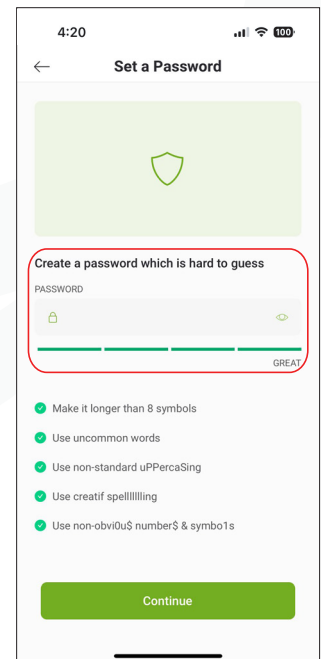 4:20
100
Set a Password
Create a password which is hard to guess
PASSWORD
GREAT
Make it longer than 8 symbols
Use uncommon words
Use non-standard uPPercaSing
Use creatif spelllllllling
Use non-obvi0u$ number$ & symbo1s
Continue